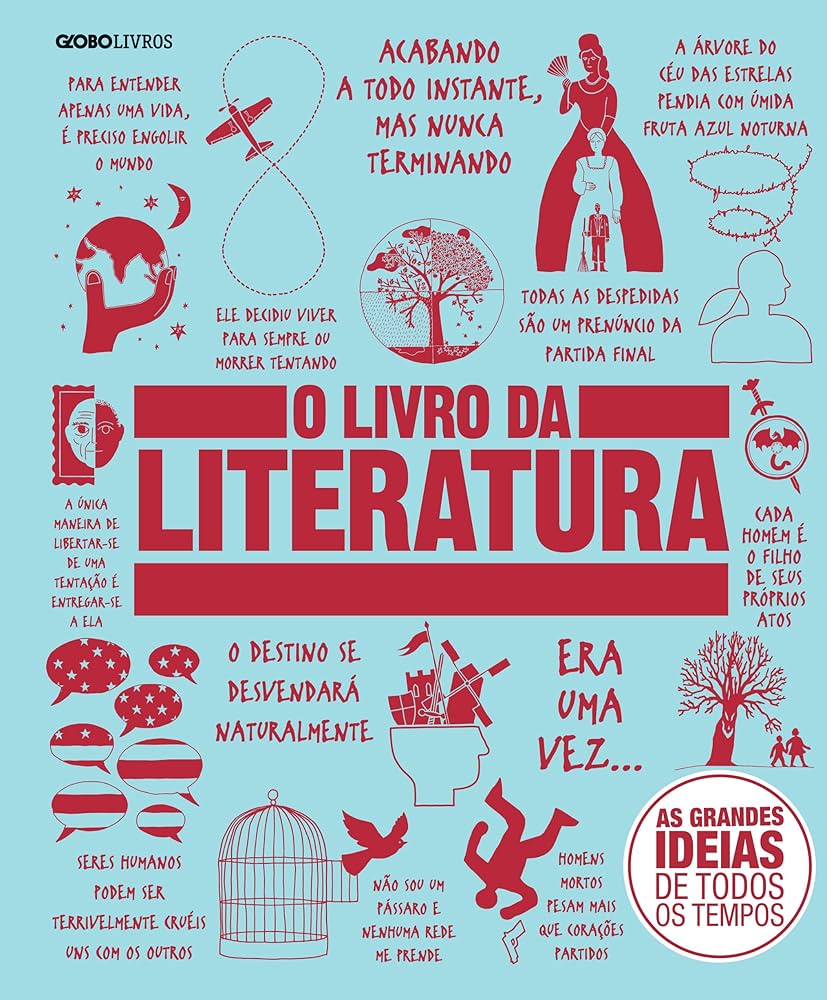 GLOBOLIVROS
PARA ENTENDER
APENAS UMA VIDA,
É PRECISO ENGOLIR
O MUNDO
ACABANDO
A TODO INSTANTE,
MAS NUNCA
TERMINANDO
A ÁRVORE DO
CÉU DAS ESTRELAS
PENDIA COM ÚMIDA
FRUTA AZUL NOTURNA
ELE DECIDIU VIVER
PARA SEMPRE OU
MORRER TENTANDO
TODAS AS DESPEDIDAS
SÃO UM PRENÚNCIO DA
PARTIDA FINAL
O LIVRO DA
LITERATURA
A ÚNICA
MANEIRA DE
LIBERTAR-SE
DE UMA
TENTAÇÃO É
ENTREGAR-SE
A ELA
CADA
HOMEM É
O FILHO
DE SEUS
PRÓPRIOS
ATOS
O DESTINO SE
DESVENDARÁ
NATURALMENTE
ERA
UMA
VEZ...
SERES HUMANOS
PODEM SER
TERRIVELMENTE CRUÉIS
UNS COM OS OUTROS
NÃO SOU UM
PÁSSARO E
NENHUMA REDE
ME PRENDE
HOMENS
MORTOS
PESAM MAIS
QUE CORAÇÕES
PARTIDOS
AS GRANDES
IDEIAS
DE TODOS
OS TEMPOS